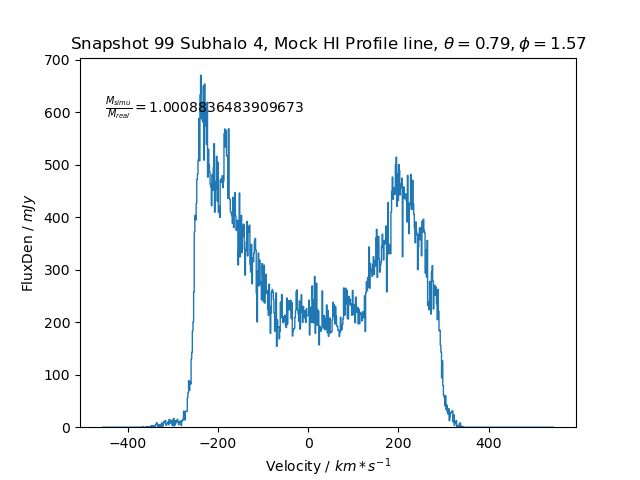 Snapshot 99 Subhalo 4, Mock HI Profile line, θ = 0.79, ϕ = 1.57
700
600
500
400
300
200
100
0
M_simu / M_real = 1.0008836483909673
FluxDen / mJy
−400 −200 0 200 400
Velocity / km * s⁻¹